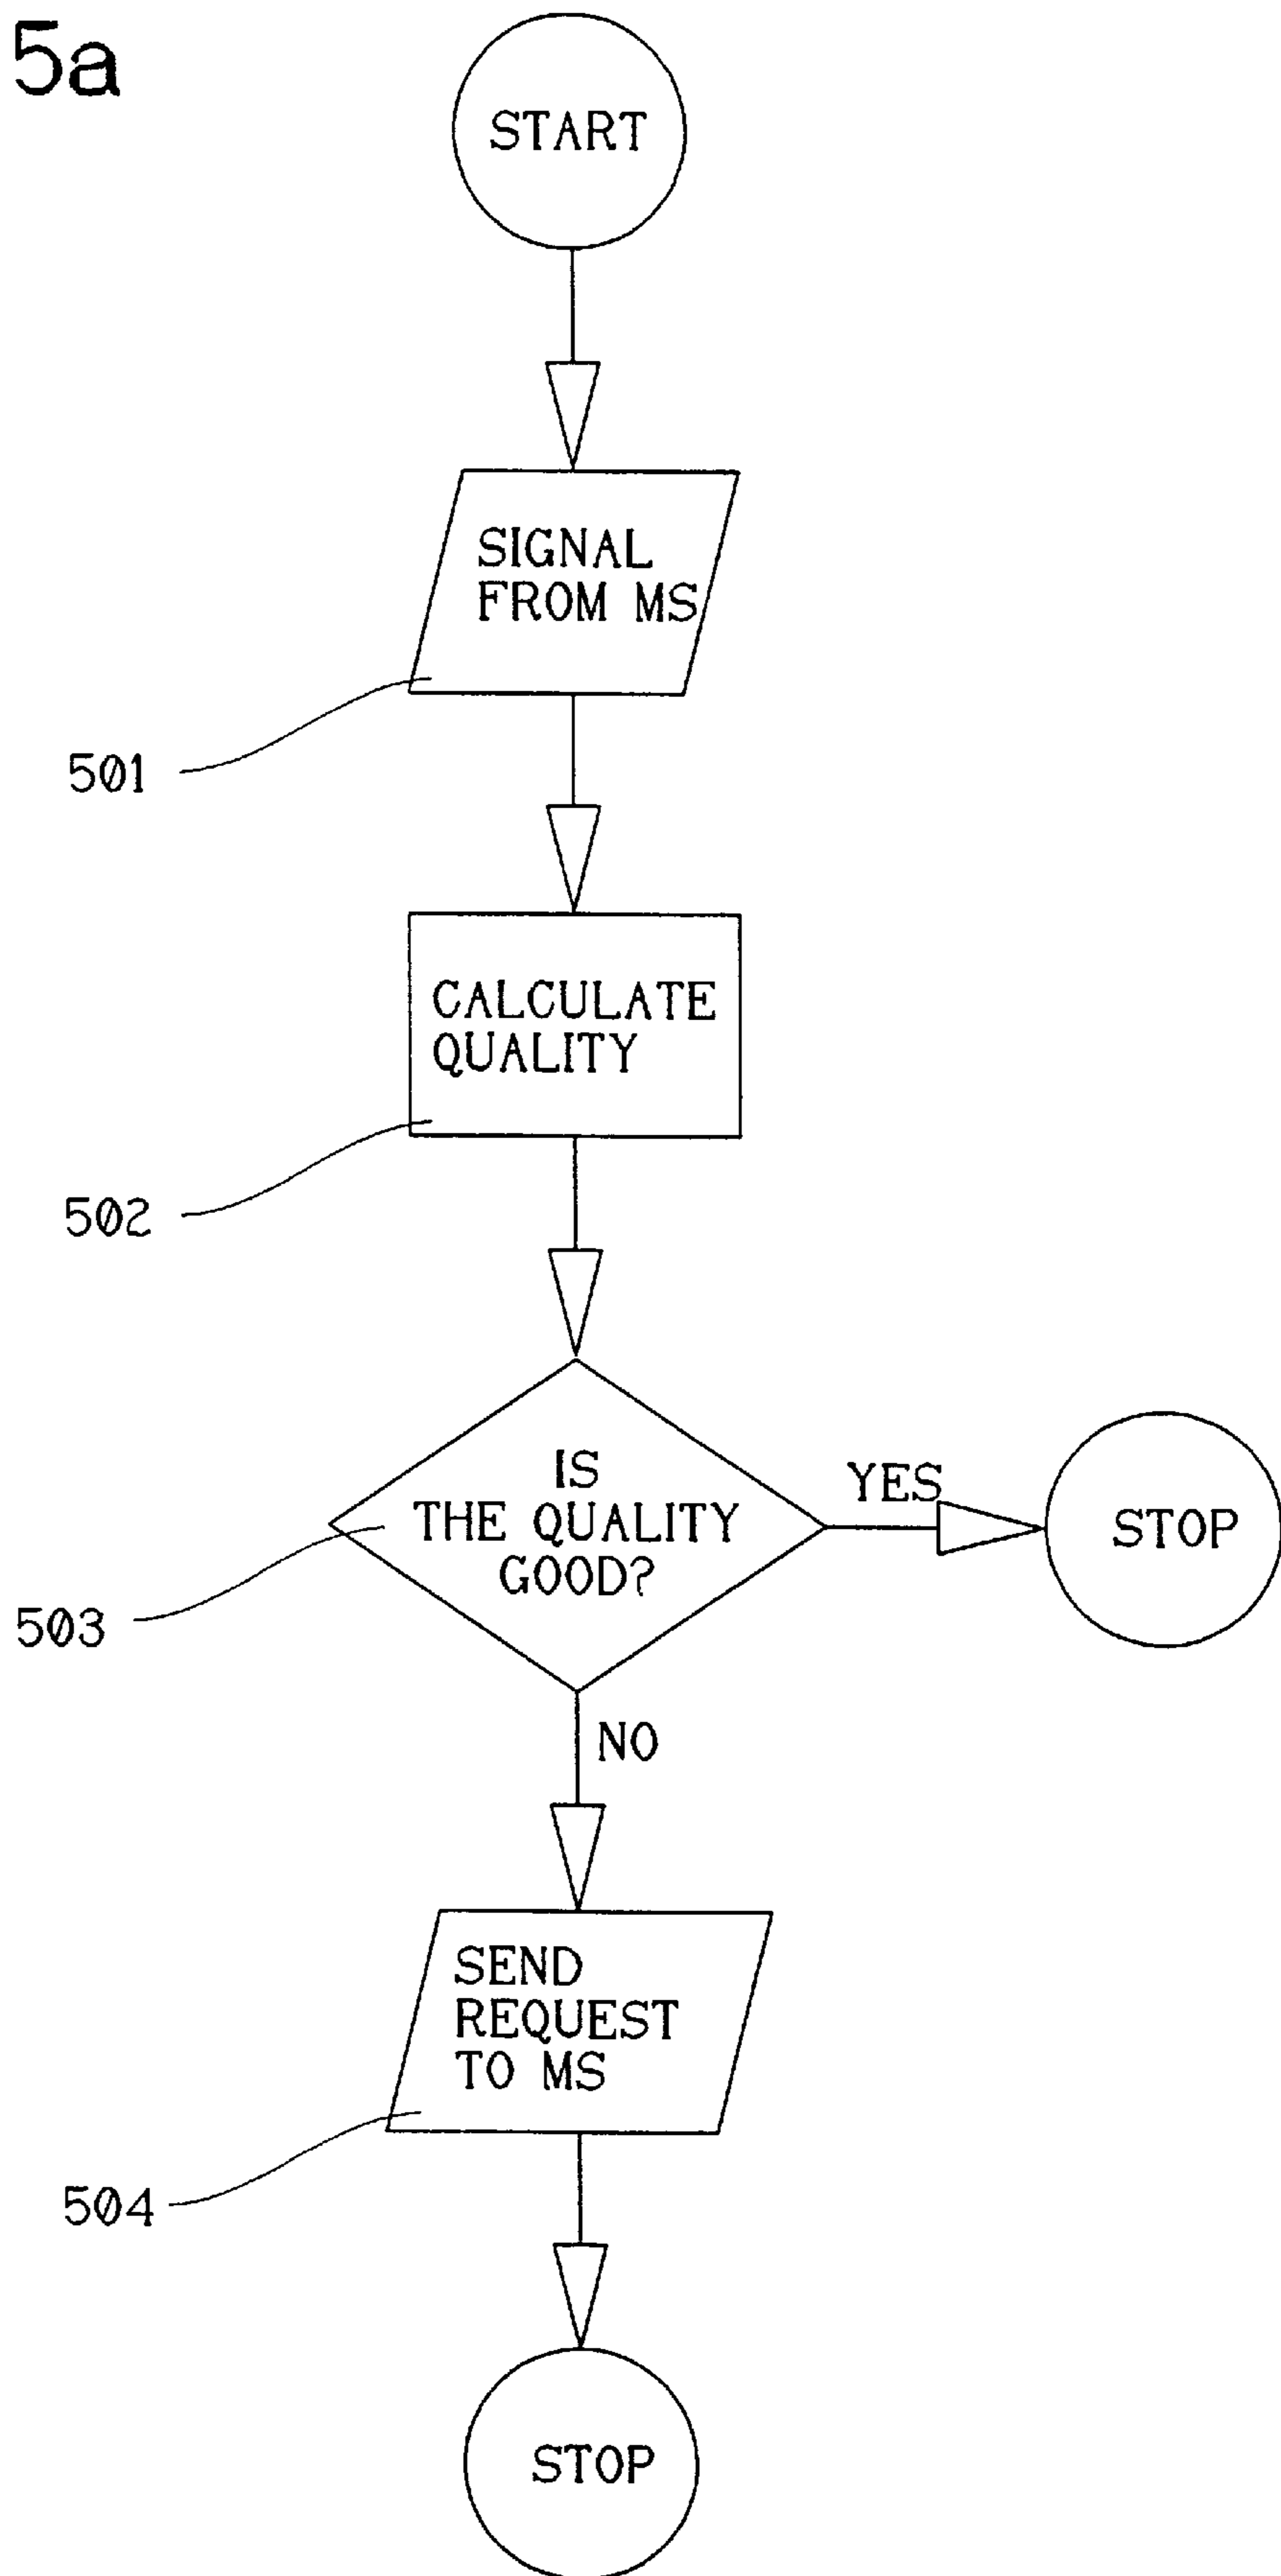 5a
START
SIGNAL
FROM MS
501
CALCULATE
QUALITY
502
IS
THE QUALITY
GOOD?
YES
STOP
503
NO
SEND
REQUEST
TO MS
504
STOP